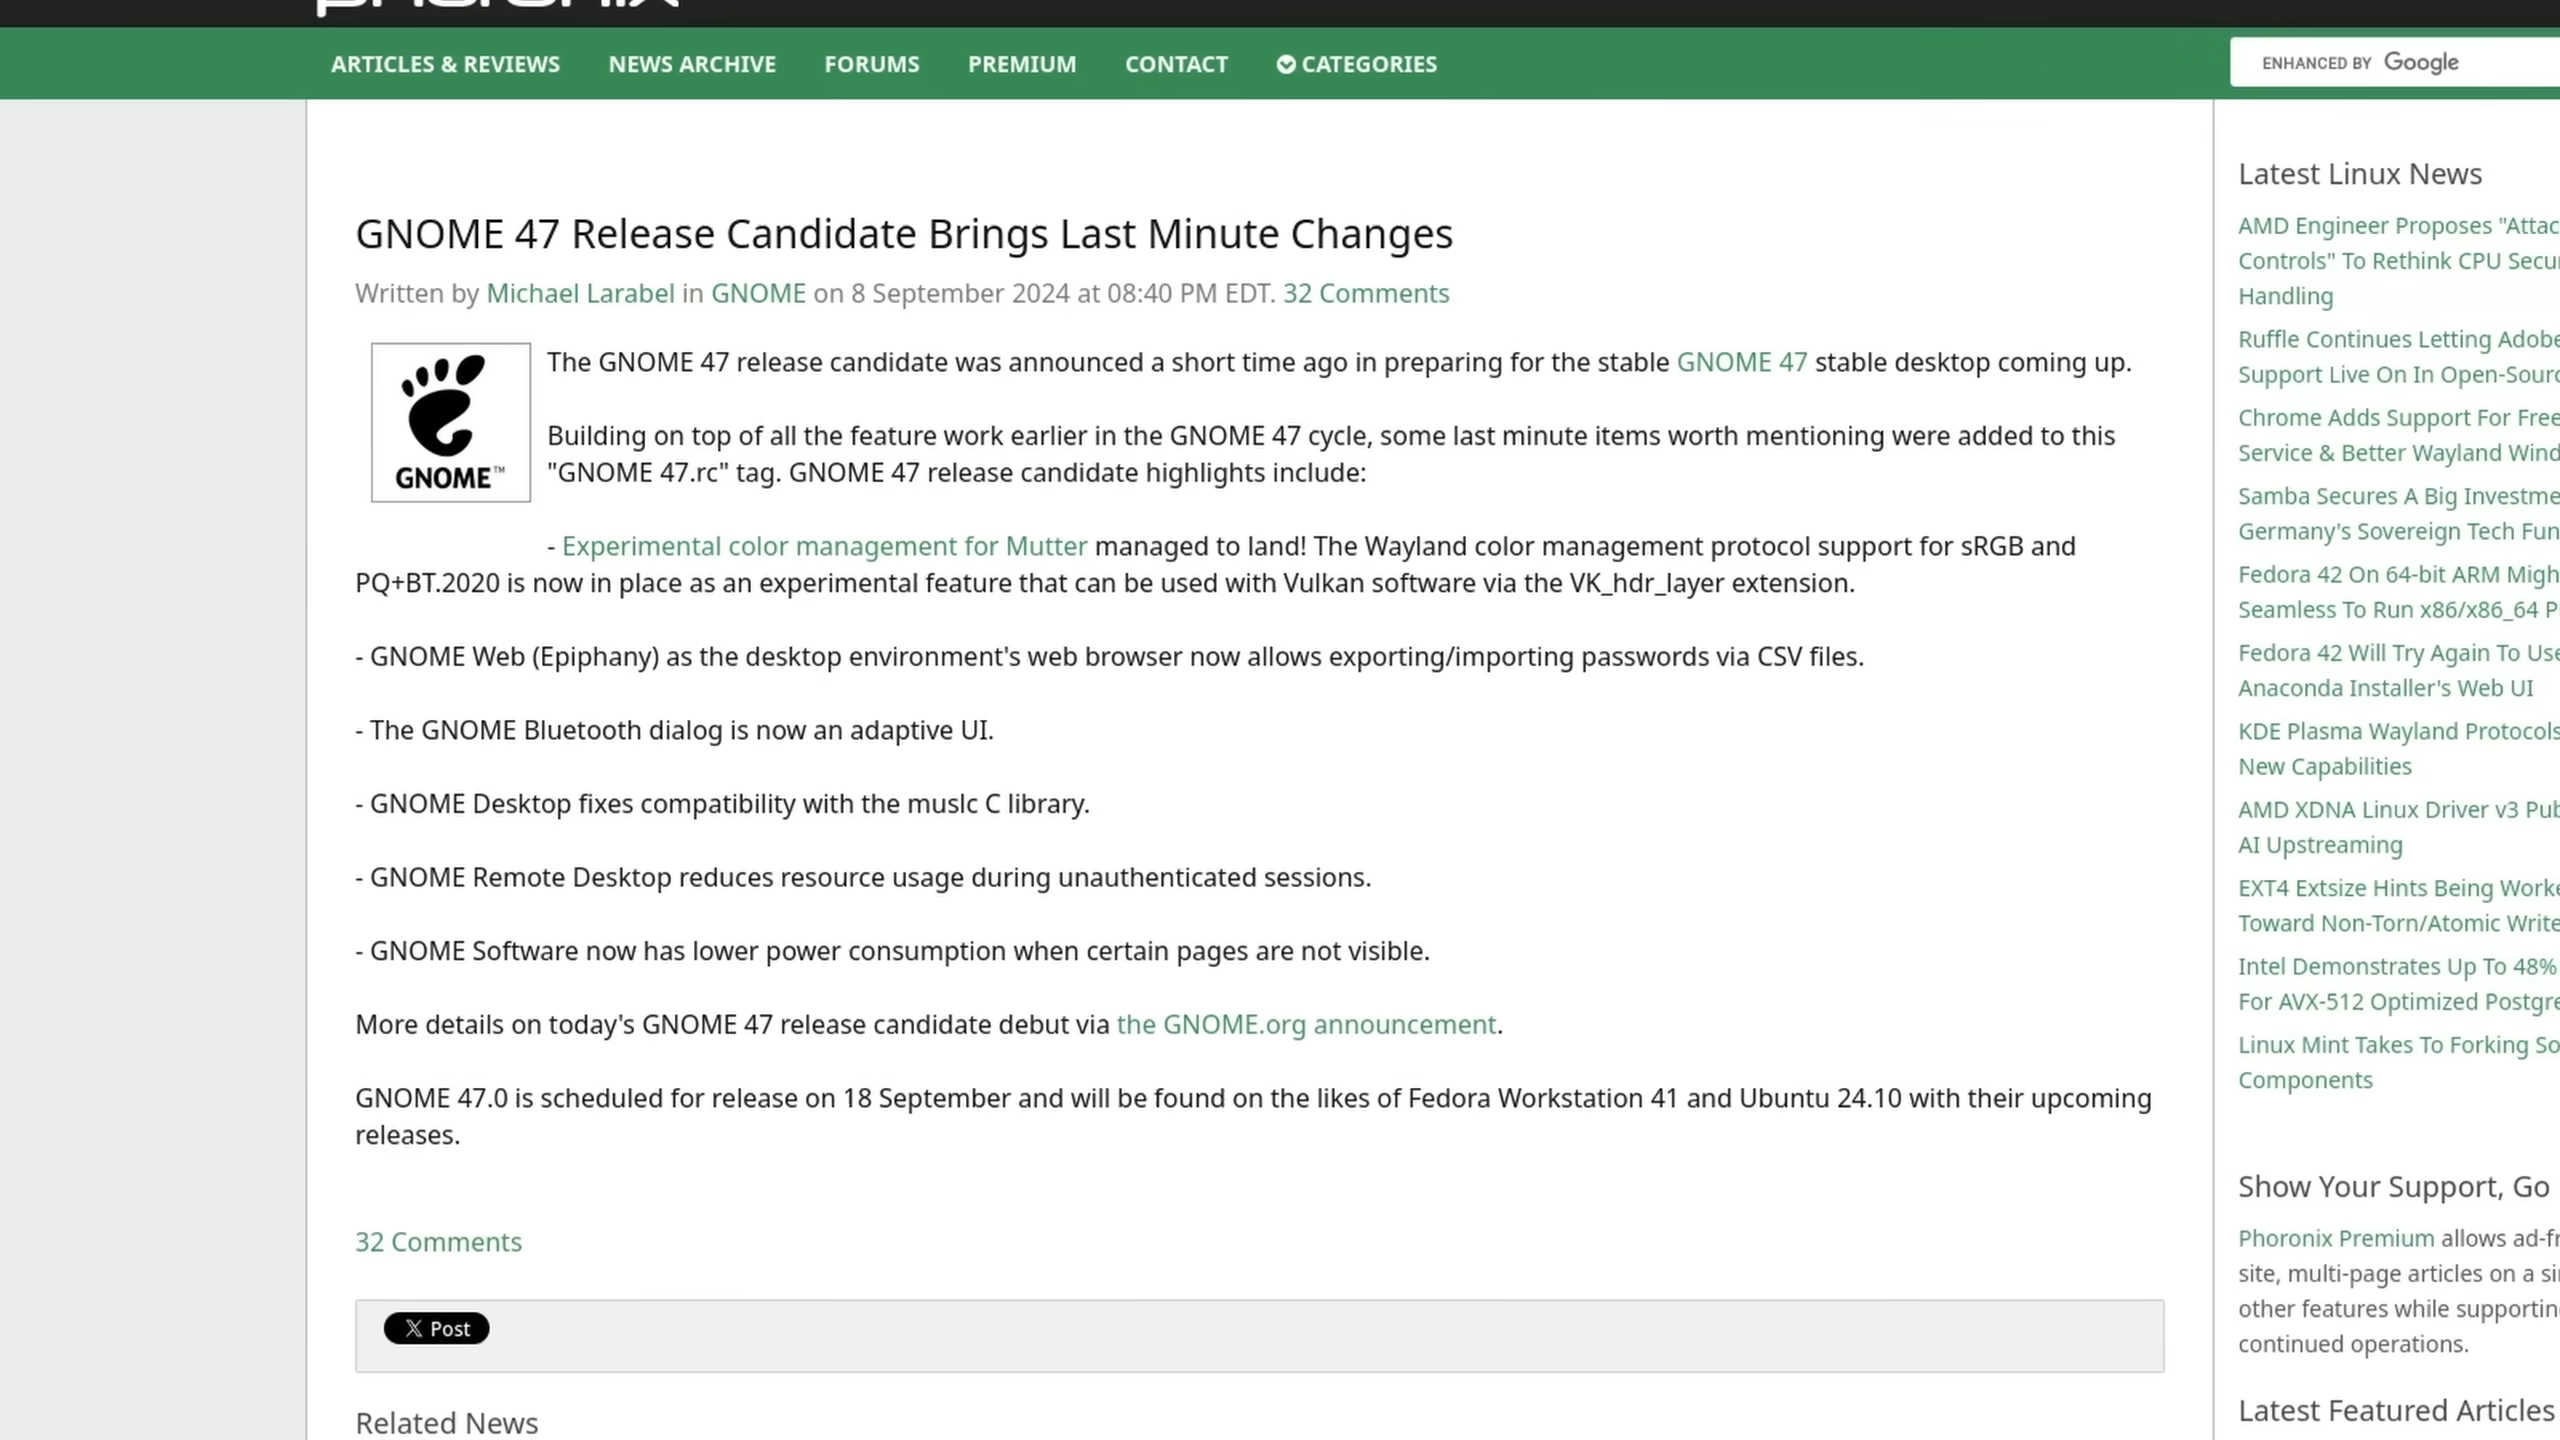 phoronix
ARTICLES & REVIEWS NEWS ARCHIVE FORUMS PREMIUM CONTACT CATEGORIES
ENHANCED BY Google
GNOME 47 Release Candidate Brings Last Minute Changes
Written by Michael Larabel in GNOME on 8 September 2024 at 08:40 PM EDT. 32 Comments
GNOME™
The GNOME 47 release candidate was announced a short time ago in preparing for the stable GNOME 47 stable desktop coming up.
Building on top of all the feature work earlier in the GNOME 47 cycle, some last minute items worth mentioning were added to this
"GNOME 47.rc" tag. GNOME 47 release candidate highlights include:
- Experimental color management for Mutter managed to land! The Wayland color management protocol support for sRGB and
PQ+BT.2020 is now in place as an experimental feature that can be used with Vulkan software via the VK_hdr_layer extension.
- GNOME Web (Epiphany) as the desktop environment's web browser now allows exporting/importing passwords via CSV files.
- The GNOME Bluetooth dialog is now an adaptive UI.
- GNOME Desktop fixes compatibility with the muslc C library.
- GNOME Remote Desktop reduces resource usage during unauthenticated sessions.
- GNOME Software now has lower power consumption when certain pages are not visible.
More details on today's GNOME 47 release candidate debut via the GNOME.org announcement.
GNOME 47.0 is scheduled for release on 18 September and will be found on the likes of Fedora Workstation 41 and Ubuntu 24.10 with their upcoming
releases.
32 Comments
X Post
Related News
Latest Linux News
AMD Engineer Proposes "Attac
Controls" To Rethink CPU Secu
Handling
Ruffle Continues Letting Adobe
Support Live On In Open-Sourc
Chrome Adds Support For Free
Service & Better Wayland Wind
Samba Secures A Big Investme
Germany's Sovereign Tech Fun
Fedora 42 On 64-bit ARM Migh
Seamless To Run x86/x86_64 P
Fedora 42 Will Try Again To Use
Anaconda Installer's Web UI
KDE Plasma Wayland Protocols
New Capabilities
AMD XDNA Linux Driver v3 Pub
AI Upstreaming
EXT4 Extsize Hints Being Worke
Toward Non-Torn/Atomic Write
Intel Demonstrates Up To 48%
For AVX-512 Optimized Postgre
Linux Mint Takes To Forking So
Components
Show Your Support, Go
Phoronix Premium allows ad-fr
site, multi-page articles on a si
other features while supportin
continued operations.
Latest Featured Articles